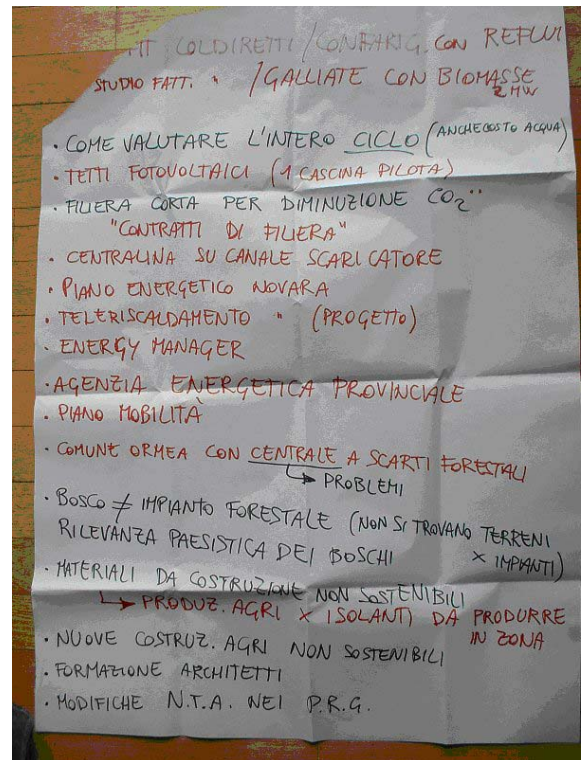 COLDIRETTI/CONFAGRIG. CON REFLUI
STUDIO FATT. " /GALLIATE CON BIOMASSE
2 MW
• COME VALUTARE L'INTERO CICLO (ANCHE COSTO ACQUA)
• TETTI FOTOVOLTAICI (1 CASCINA PILOTA)
• FILIERA CORTA PER DIMINUZIONE CO2"
"CONTRATTI DI FILIERA"
• CENTRALINA SU CANALE SCARICATORE
• PIANO ENERGETICO NOVARA
• TELERISCALDAMENTO " (PROGETTO)
• ENERGY MANAGER
• AGENZIA ENERGETICA PROVINCIALE
• PIANO MOBILITÀ
• COMUNE ORMEA CON CENTRALE A SCARTI FORESTALI
↳ PROBLEMI
• BOSCO ≠ IMPIANTO FORESTALE (NON SI TROVANO TERRENI
RILEVANZA PAESISTICA DEI BOSCHI × IMPIANTI)
• MATERIALI DA COSTRUZIONE NON SOSTENIBILI
↳ PRODUZ. AGRI × ISOLANTI DA PRODURRE
IN ZONA
• NUOVE COSTRUZ. AGRI NON SOSTENIBILI
• FORMAZIONE ARCHITETTI
• MODIFICHE N.T.A. NEI P.R.G.